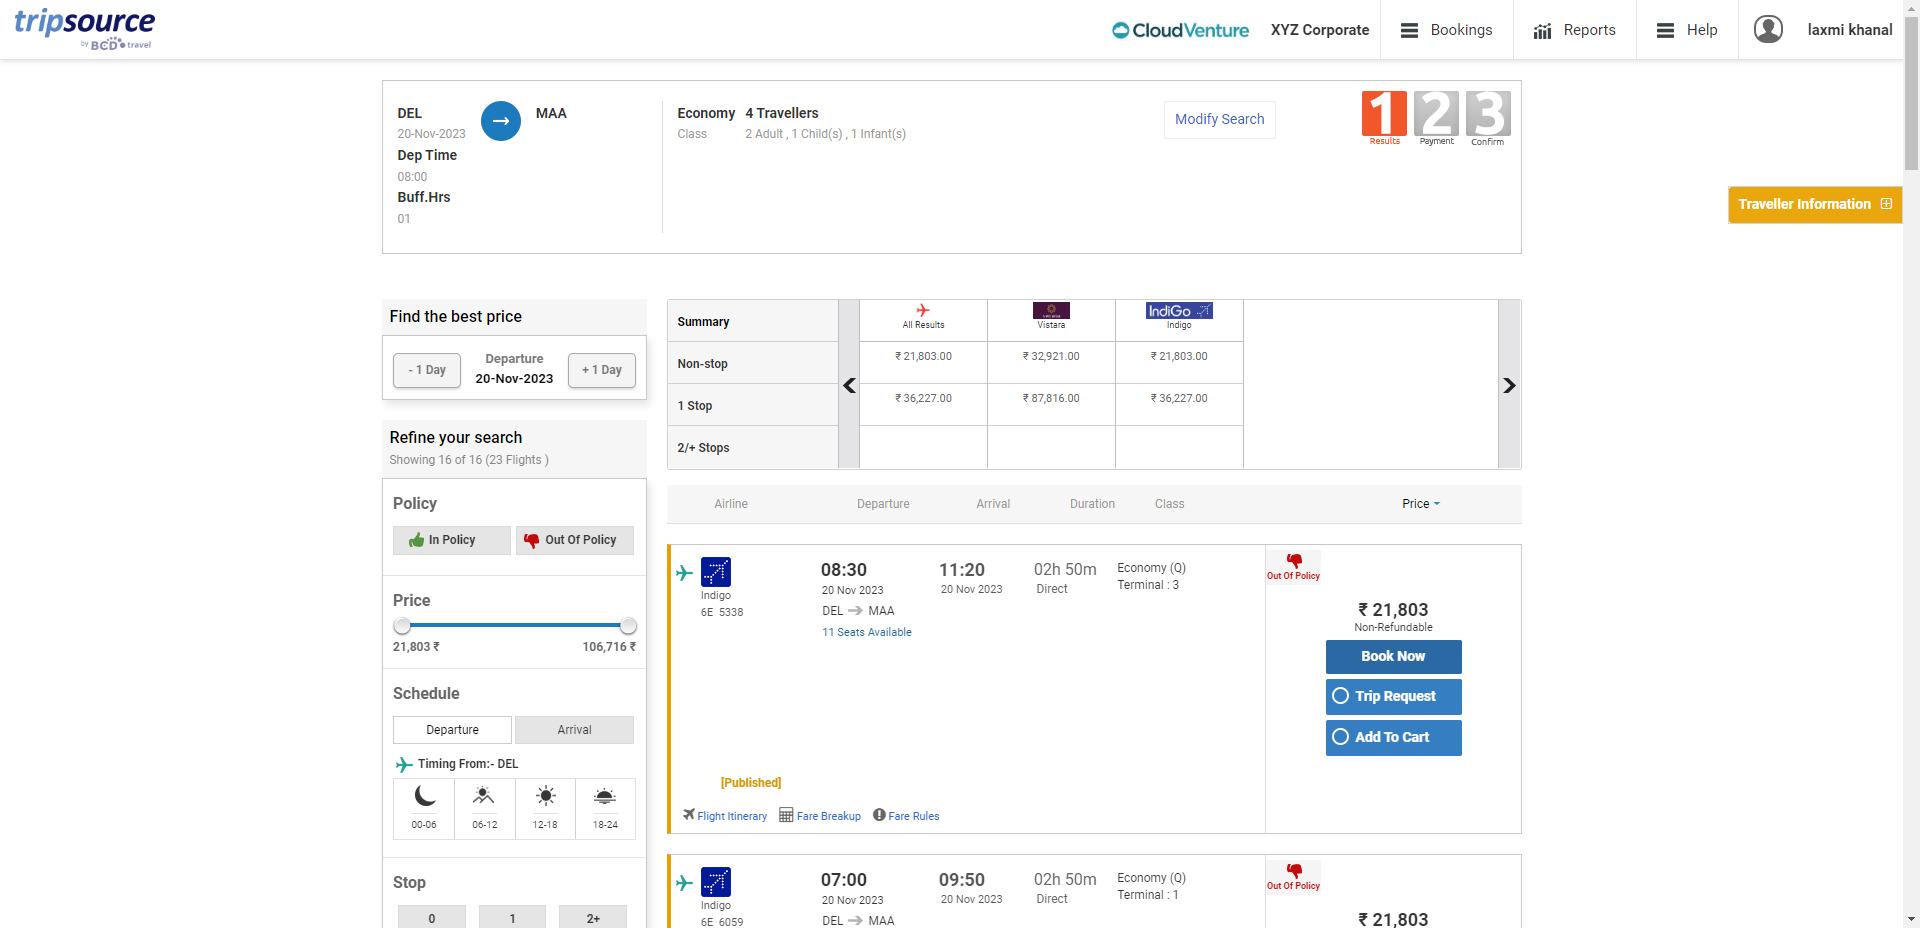 tripsource
by BCD travel
CloudVenture
XYZ Corporate
Bookings
Reports
Help
laxmi khanal
DEL
20-Nov-2023
MAA
Dep Time
08:00
Buff.Hrs
01
Economy
Class
4 Travellers
2 Adult , 1 Child(s) , 1 Infant(s)
Modify Search
1
Results
2
Payment
3
Confirm
Traveller Information
Find the best price
- 1 Day
Departure
20-Nov-2023
+ 1 Day
Refine your search
Showing 16 of 16 (23 Flights )
Policy
In Policy
Out Of Policy
Price
21,803 ₹
106,716 ₹
Schedule
Departure
Arrival
Timing From:- DEL
00-06
06-12
12-18
18-24
Stop
0
1
2+
Summary
All Results
Vistara
IndiGo
Indigo
Non-stop
₹ 21,803.00
₹ 32,921.00
₹ 21,803.00
1 Stop
₹ 36,227.00
₹ 87,816.00
₹ 36,227.00
2/+ Stops
Airline
Departure
Arrival
Duration
Class
Price
Indigo
6E 5338
08:30
20 Nov 2023
DEL MAA
11 Seats Available
11:20
20 Nov 2023
02h 50m
Direct
Economy (Q)
Terminal : 3
Out Of Policy
₹ 21,803
Non-Refundable
Book Now
Trip Request
Add To Cart
[Published]
Flight Itinerary
Fare Breakup
Fare Rules
Indigo
6E 6059
07:00
20 Nov 2023
DEL MAA
09:50
20 Nov 2023
02h 50m
Direct
Economy (Q)
Terminal : 1
Out Of Policy
₹ 21,803